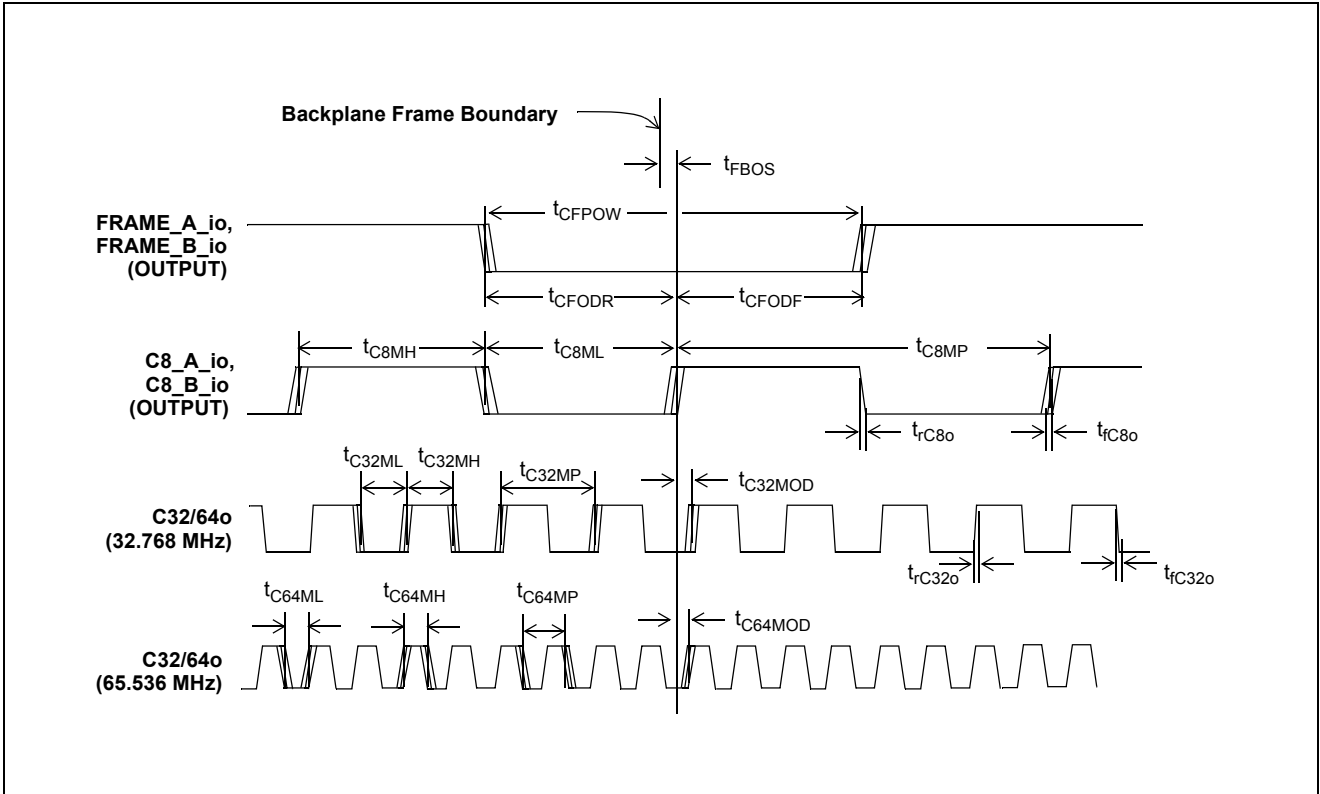 Backplane Frame Boundary
tFBOS
FRAME_A_io,
FRAME_B_io
(OUTPUT)
tCFPOW
tCFODR
tCFODF
C8_A_io,
C8_B_io
(OUTPUT)
tC8MH
tC8ML
tC8MP
trC8o
tfC8o
C32/64o
(32.768 MHz)
tC32ML
tC32MH
tC32MP
tC32MOD
trC32o
tfC32o
C32/64o
(65.536 MHz)
tC64ML
tC64MH
tC64MP
tC64MOD